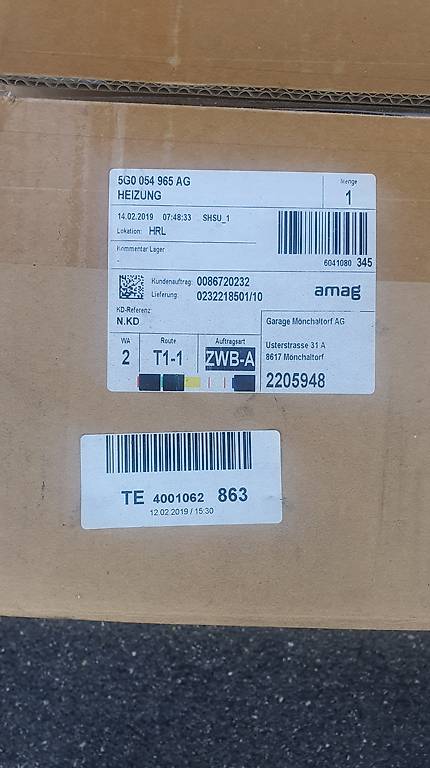 5G0 054 965 AG
HEIZUNG
Menge
1
14.02.2019 07:48:33 SHSU_1
Lokation: HRL
Kommentar Lager
6041080 345
Kundenauftrag: 0086720232
Lieferung: 0232218501/10
amag
KD-Referenz
N.KD
Garage Mönchaltorf AG
WA Route Auftragsart
2 T1-1 ZWB-A
Usterstrasse 31 A
8617 Mönchaltorf
2205948
TE 4001062 863
12.02.2019 / 15:30